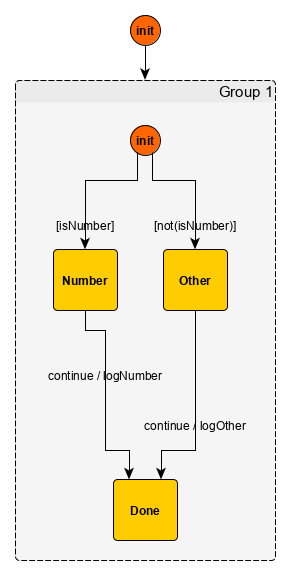 init
Group 1
init
[isNumber]
[not(isNumber)]
Number
Other
continue / logNumber
continue / logOther
Done